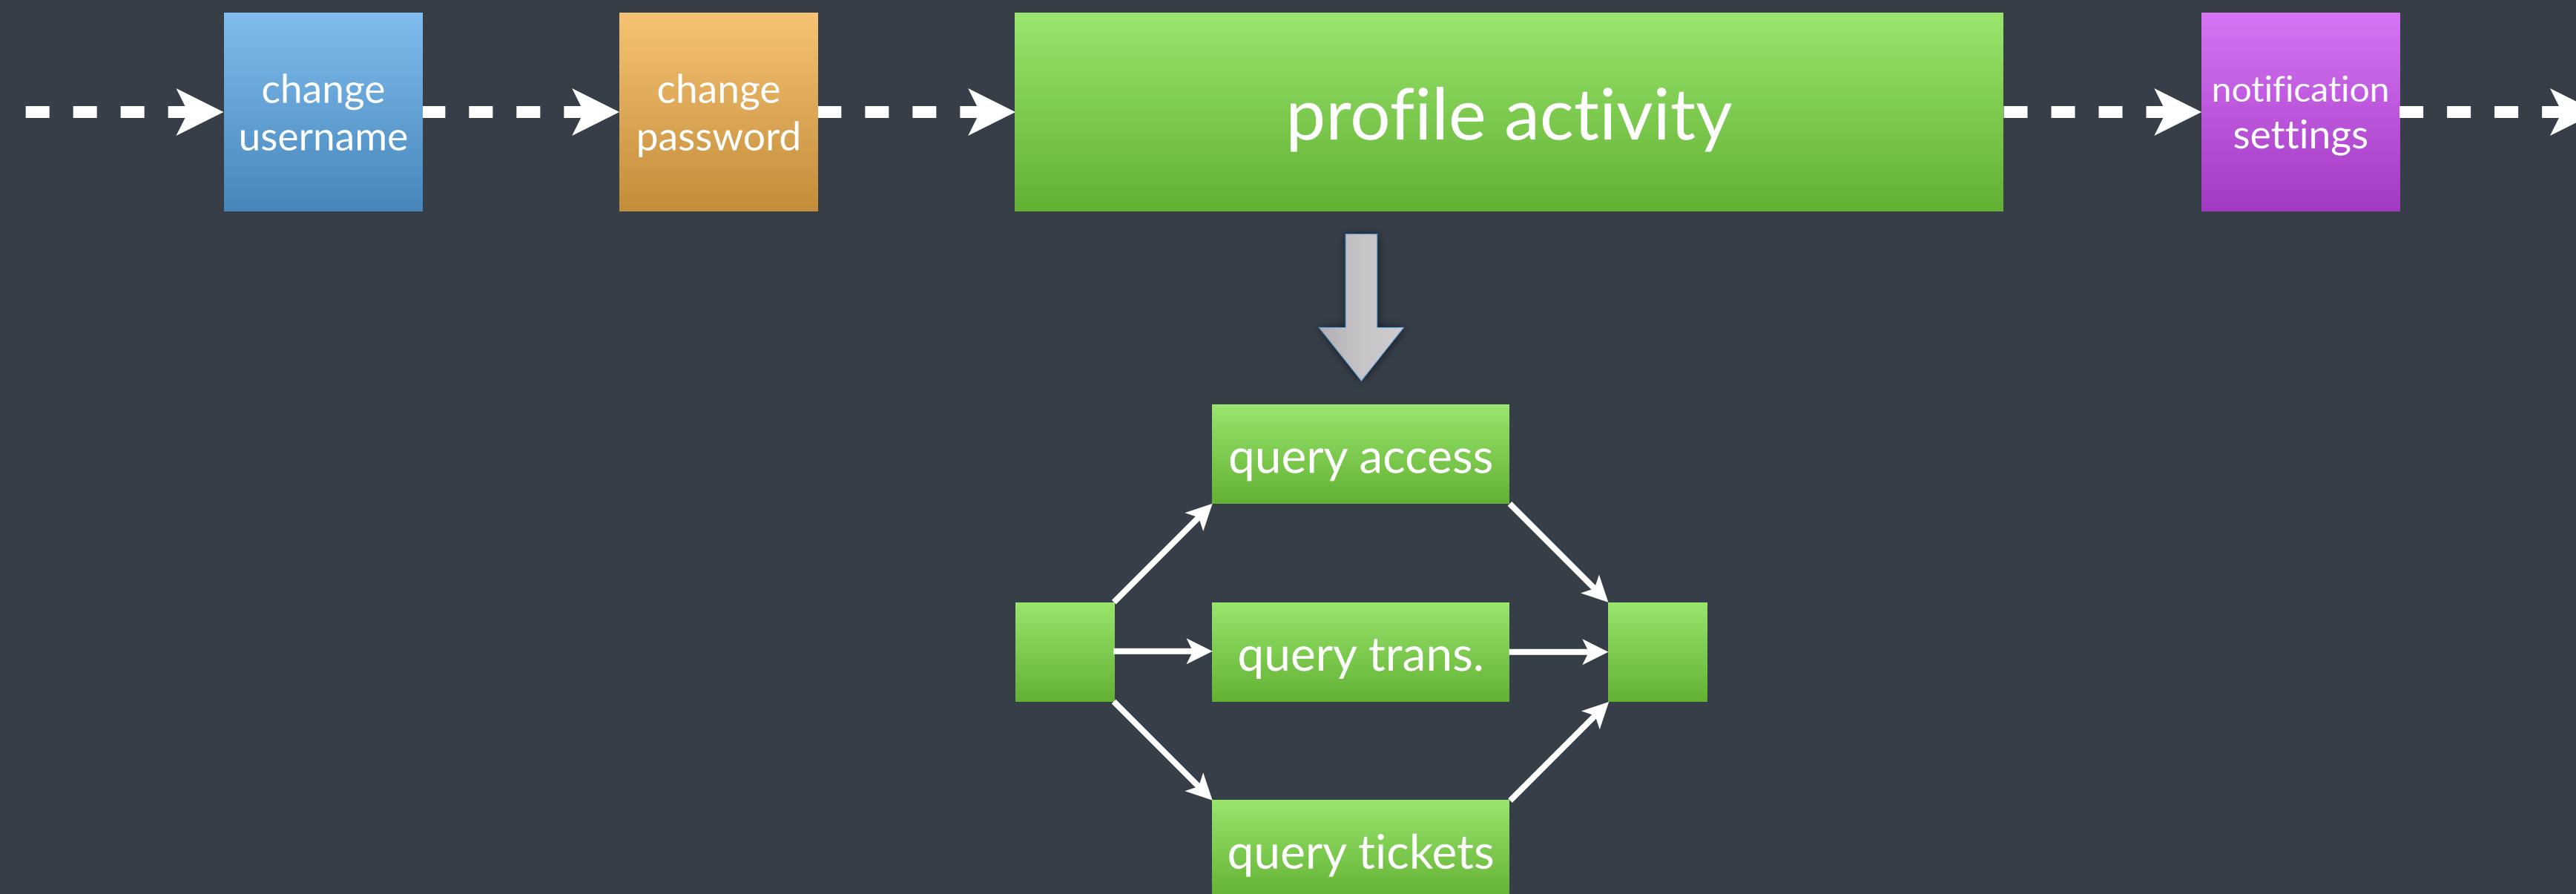 change
username
change
password
profile activity
notification
settings
query access
query trans.
query tickets